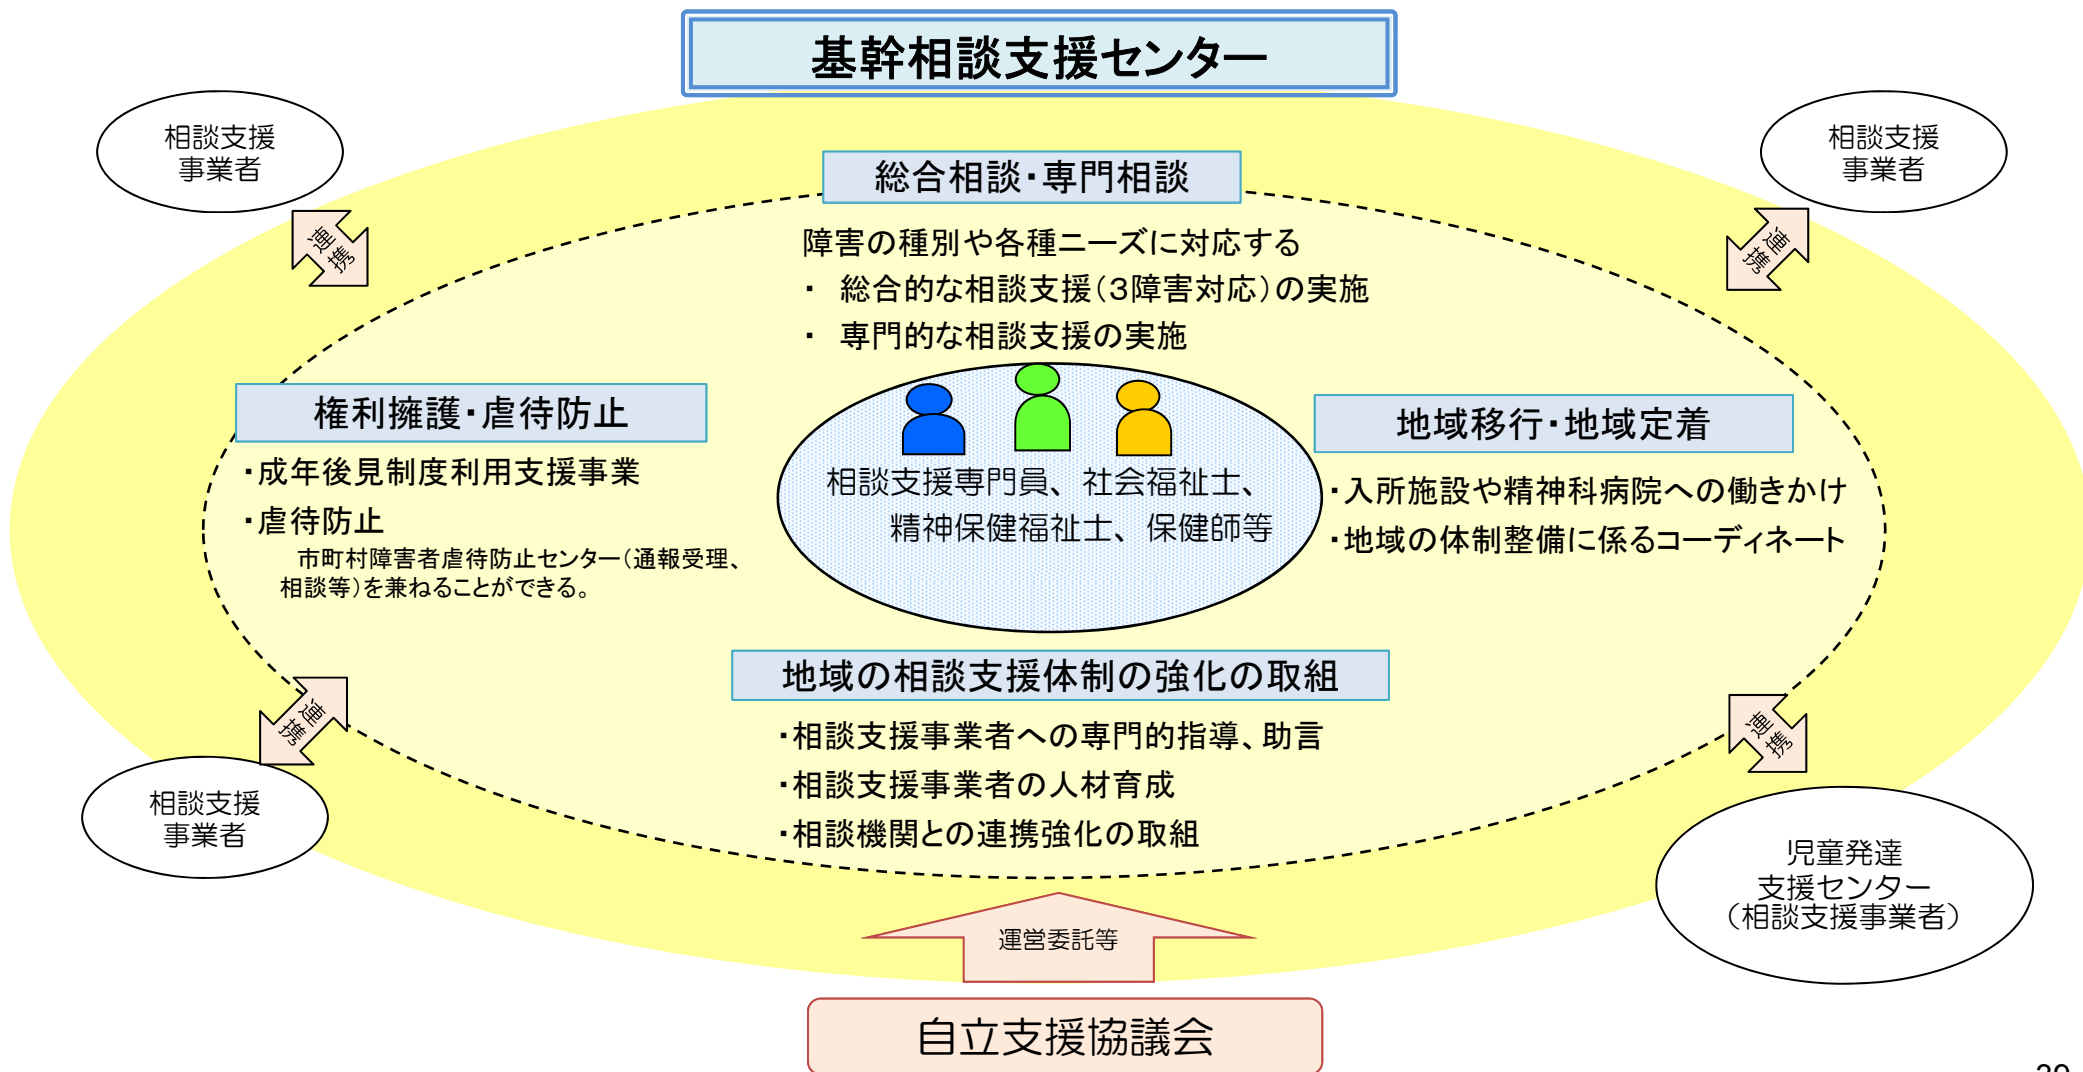 基幹相談支援センター
相談支援
事業者
相談支援
事業者
連携
連携
総合相談・専門相談
障害の種別や各種ニーズに対応する
・ 総合的な相談支援（３障害対応）の実施
・ 専門的な相談支援の実施
権利擁護・虐待防止
・成年後見制度利用支援事業
・虐待防止
市町村障害者虐待防止センター（通報受理、
相談等）を兼ねることができる。
相談支援専門員、社会福祉士、
精神保健福祉士、保健師等
地域移行・地域定着
・入所施設や精神科病院への働きかけ
・地域の体制整備に係るコーディネート
地域の相談支援体制の強化の取組
・相談支援事業者への専門的指導、助言
・相談支援事業者の人材育成
・相談機関との連携強化の取組
連携
連携
相談支援
事業者
児童発達
支援センター
（相談支援事業者）
運営委託等
自立支援協議会